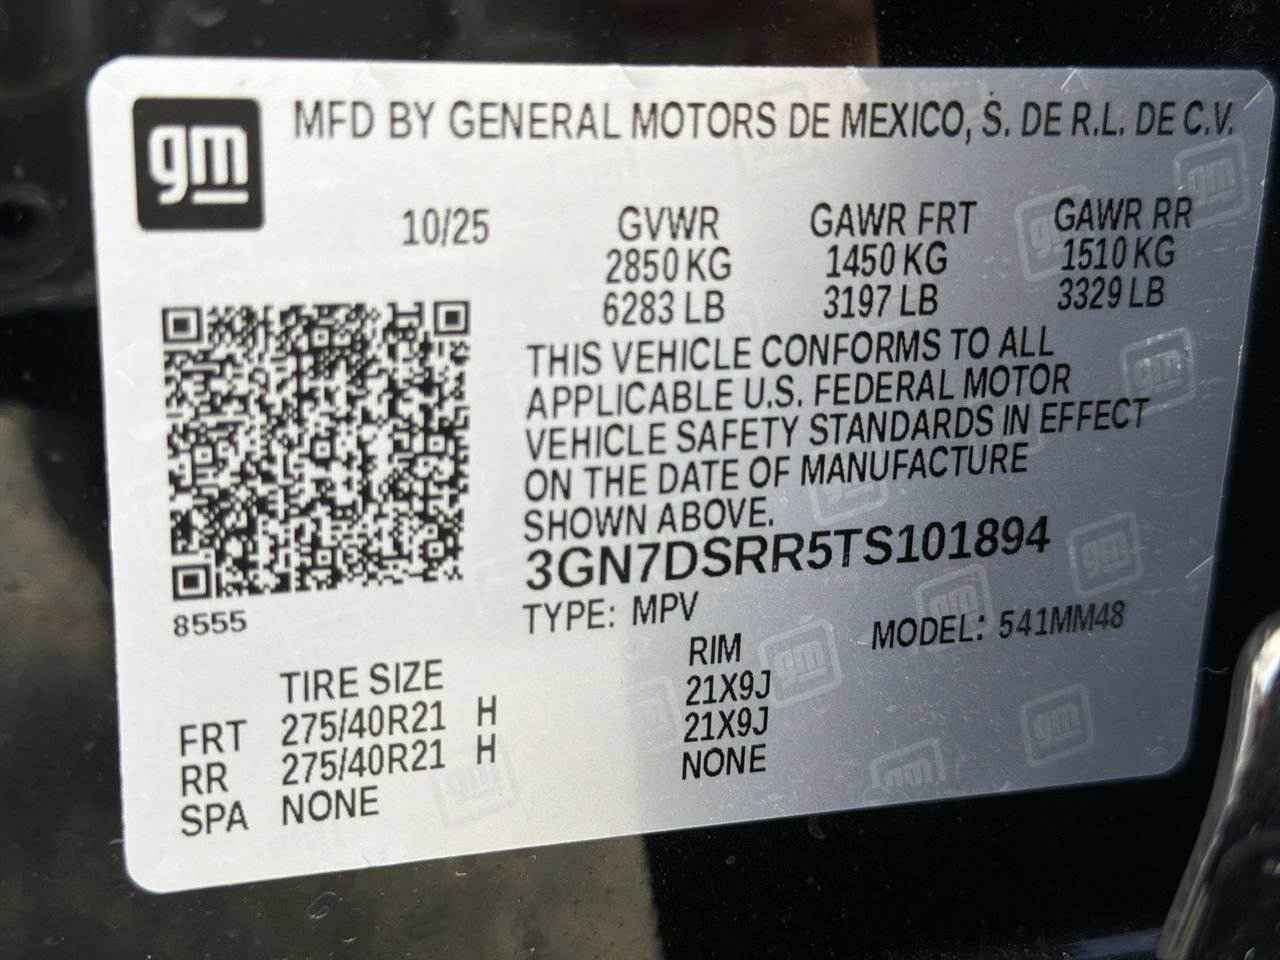 gm MFD BY GENERAL MOTORS DE MEXICO, S. DE R.L. DE C.V.
10/25 GVWR GAWR FRT GAWR RR
2850 KG 1450 KG 1510 KG
6283 LB 3197 LB 3329 LB
THIS VEHICLE CONFORMS TO ALL
APPLICABLE U.S. FEDERAL MOTOR
VEHICLE SAFETY STANDARDS IN EFFECT
ON THE DATE OF MANUFACTURE
SHOWN ABOVE.
3GN7DSRR5TS101894
8555
TYPE: MPV MODEL: 541MM48
TIRE SIZE RIM
FRT 275/40R21 H 21X9J
RR 275/40R21 H 21X9J
SPA NONE NONE